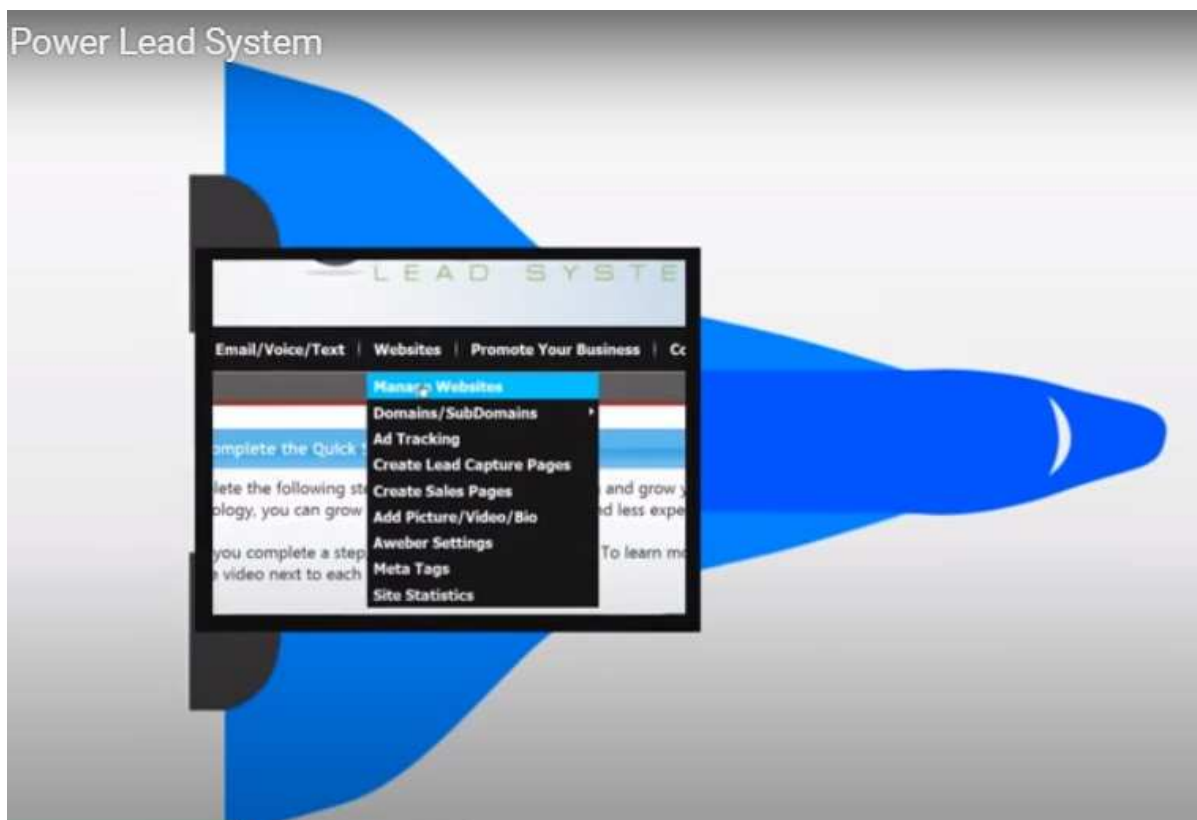 Power Lead System
LEAD SYSTE
Email/Voice/Text | Websites | Promote Your Business | Co
Manage Websites
Domains/SubDomains
Ad Tracking
omplete the Quick S
Create Lead Capture Pages
lete the following ste
and grow y
Create Sales Pages
ology, you can grow
d less expe
Add Picture/Video/Bio
Aweber Settings
you complete a step
To learn mo
Meta Tags
video next to each
Site Statistics